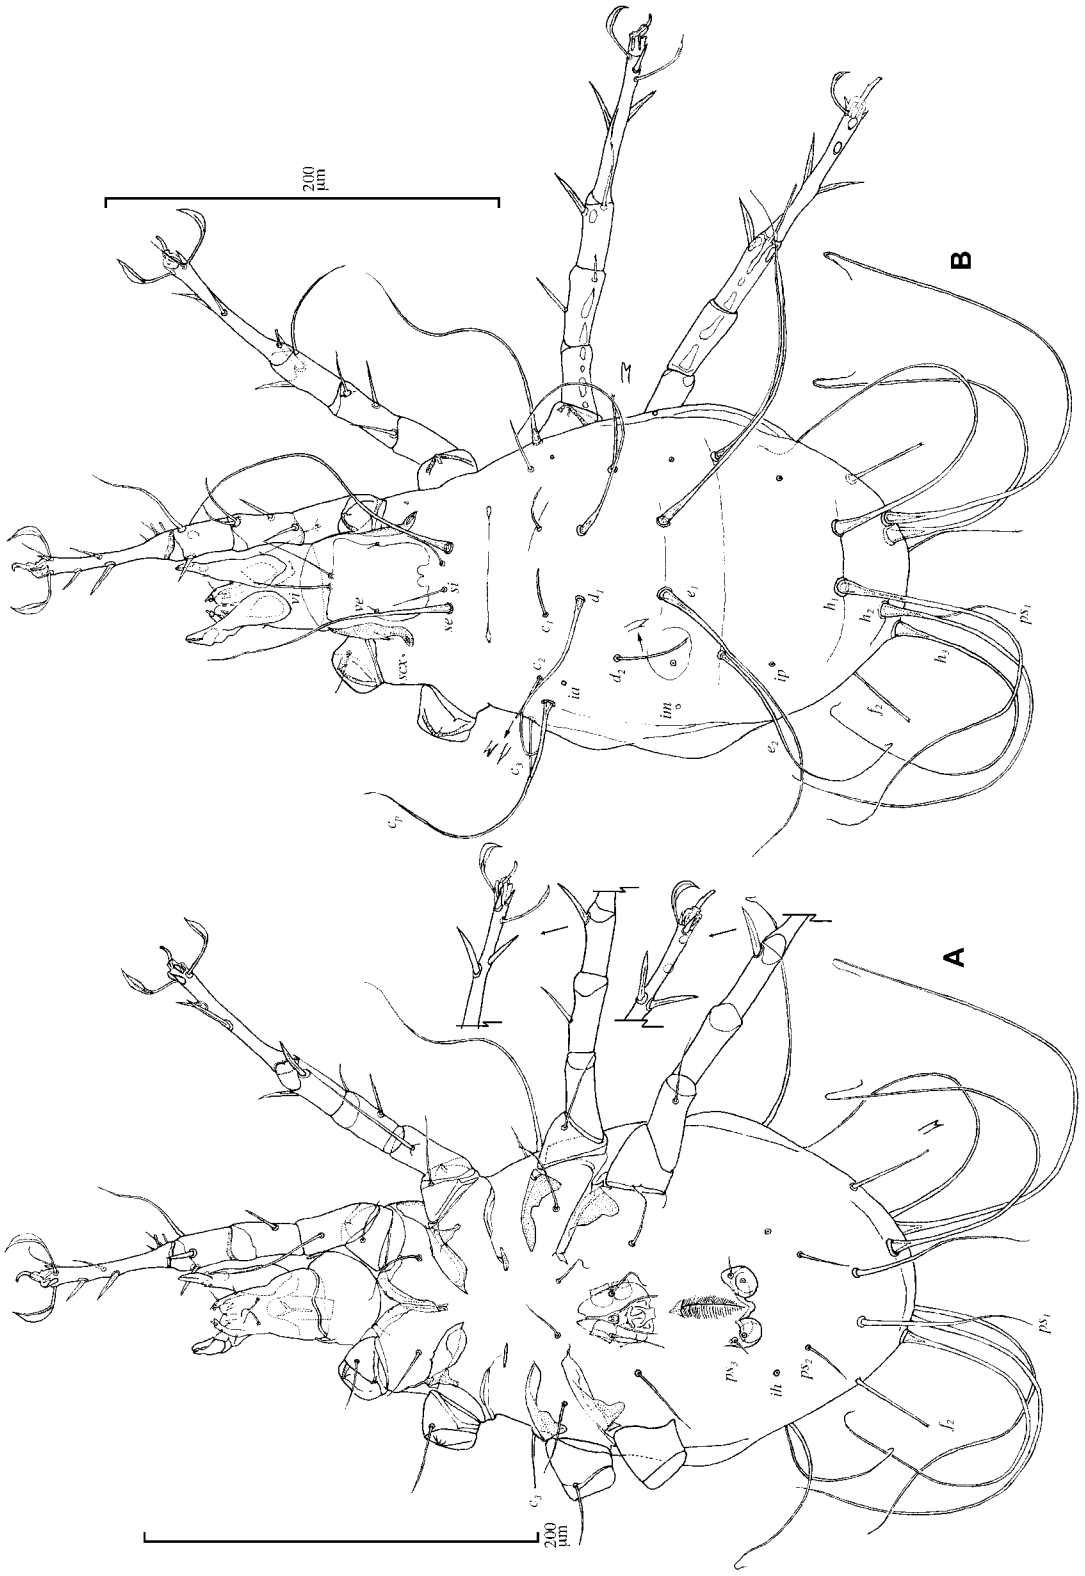 200
μm
B
vi
ve
si
se
scx
c1
c2
c3
cp
d1
d2
ia
im
e1
e2
ip
h1
h2
h3
f2
ps1
A
200
μm
c3
ps3
ih
ps2
f2
ps1